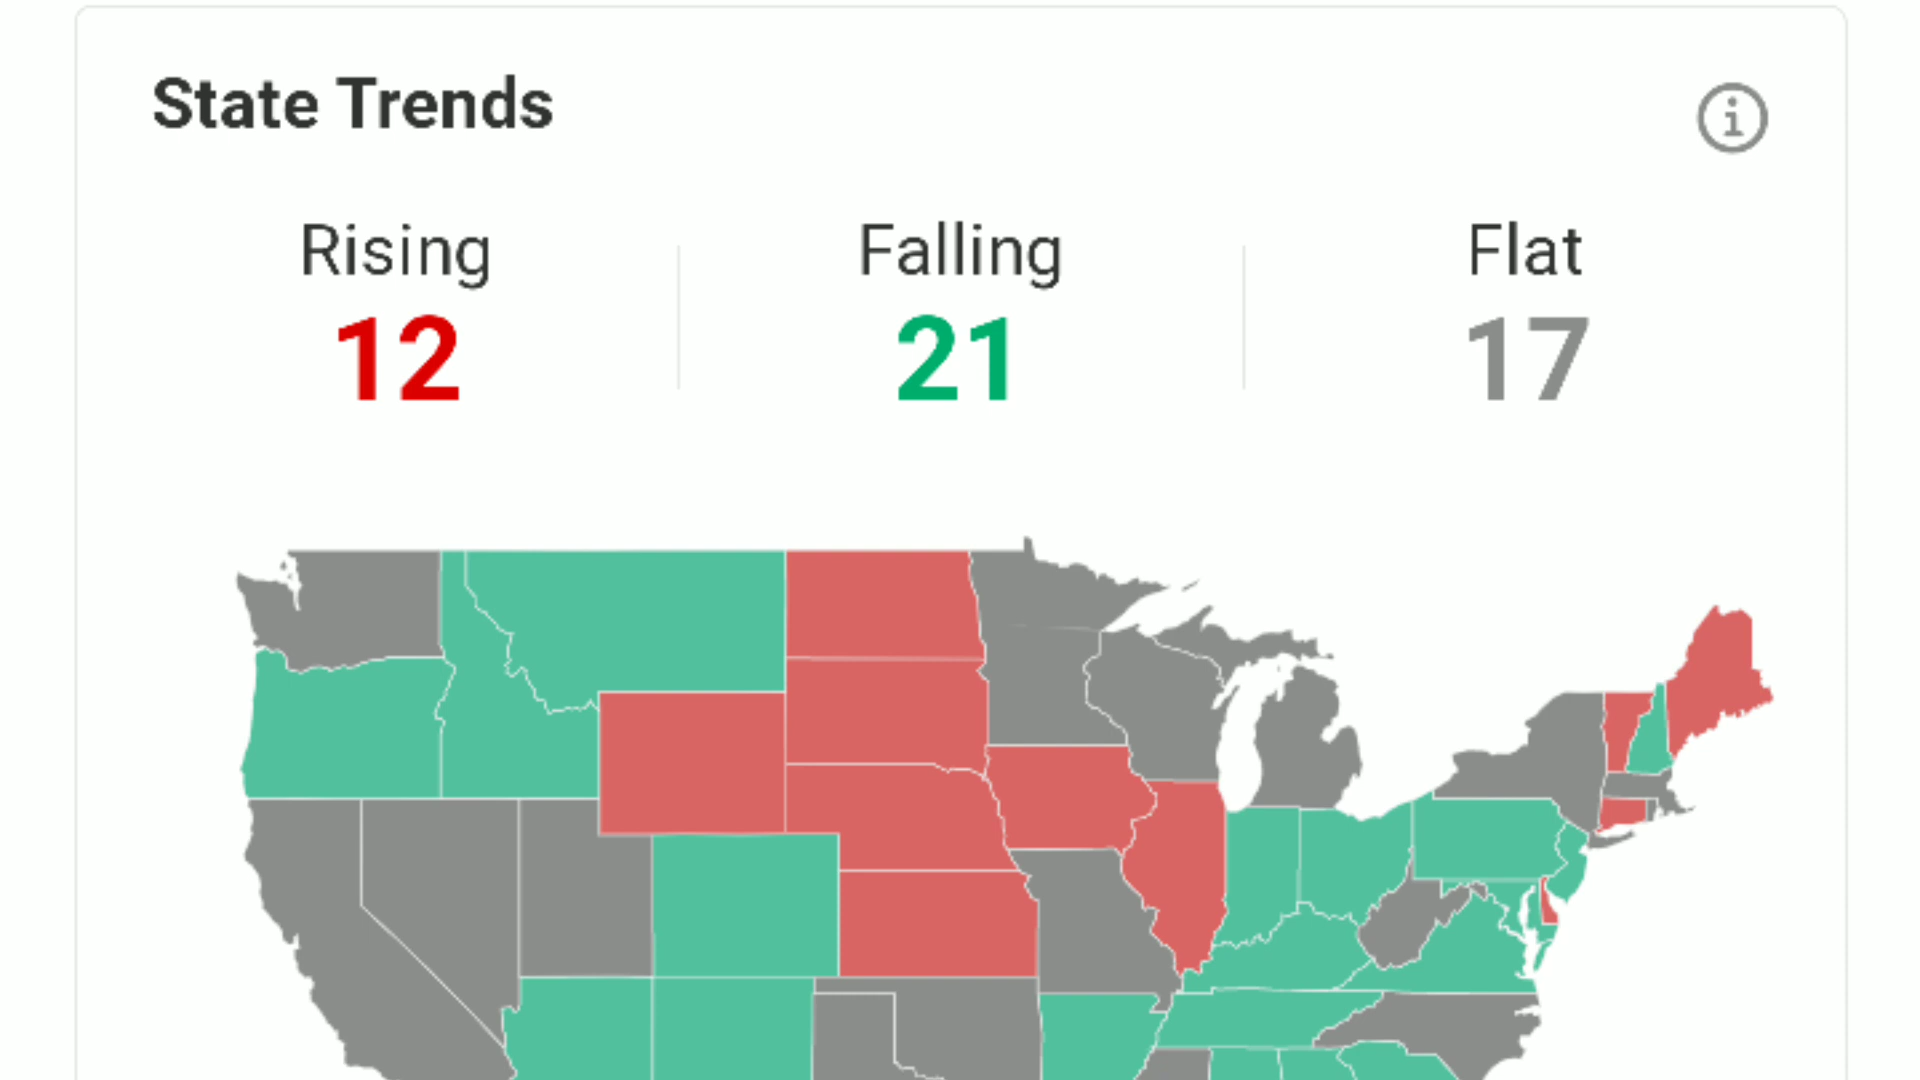 State Trends
Rising
Falling
Flat
12
21
17